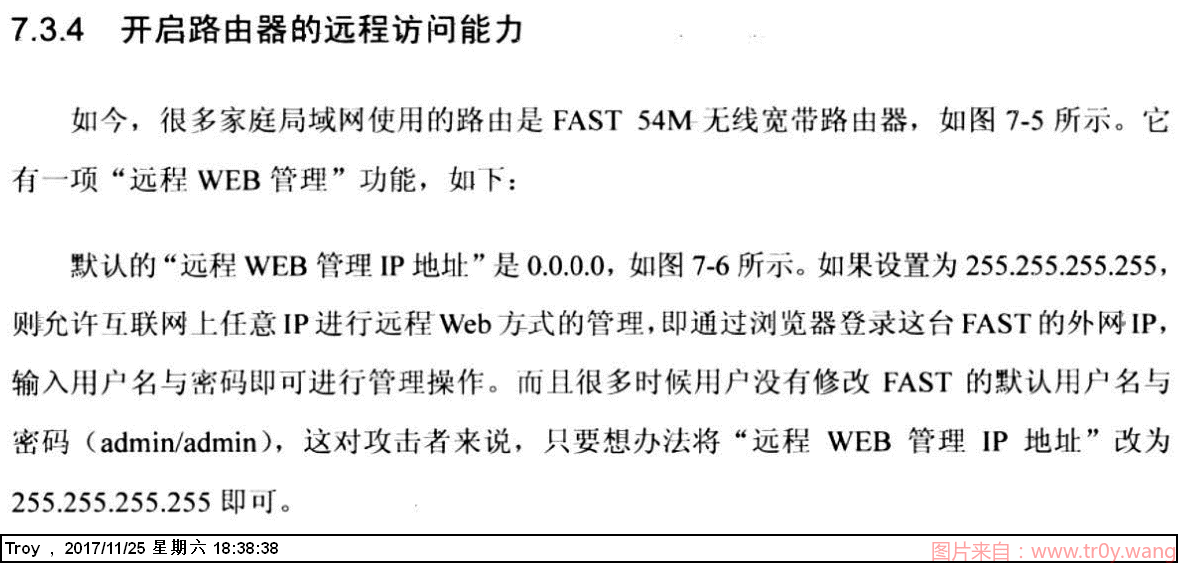 7.3.4 开启路由器的远程访问能力
如今，很多家庭局域网使用的路由是 FAST 54M 无线宽带路由器，如图 7-5 所示。它
有一项“远程 WEB 管理”功能，如下：
默认的“远程 WEB 管理 IP 地址”是 0.0.0.0，如图 7-6 所示。如果设置为 255.255.255.255，
则允许互联网上任意 IP 进行远程 Web 方式的管理，即通过浏览器登录这台 FAST 的外网 IP，
输入用户名与密码即可进行管理操作。而且很多时候用户没有修改 FAST 的默认用户名与
密码（admin/admin），这对攻击者来说，只要想办法将“远程 WEB 管理 IP 地址”改为
255.255.255.255 即可。
Troy , 2017/11/25 星期六 18:38:38
图片来自：www.tr0y.wang